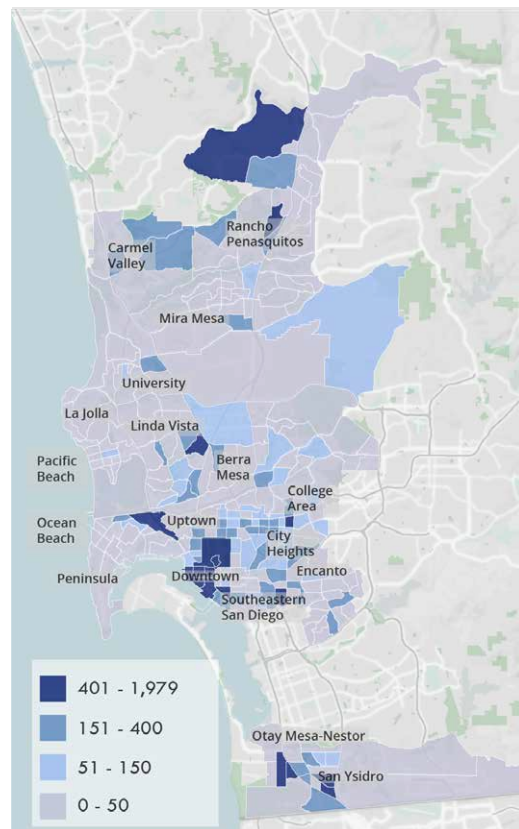 Rancho
Penasquitos
Carmel
Valley
Mira Mesa
University
La Jolla
Linda Vista
Pacific
Beach
Berra
Mesa
College
Area
Ocean
Beach
Uptown
City
Heights
Peninsula
Downtown
Encanto
Southeastern
San Diego
401 - 1,979
151 - 400
51 - 150
0 - 50
Otay Mesa-Nestor
San Ysidro